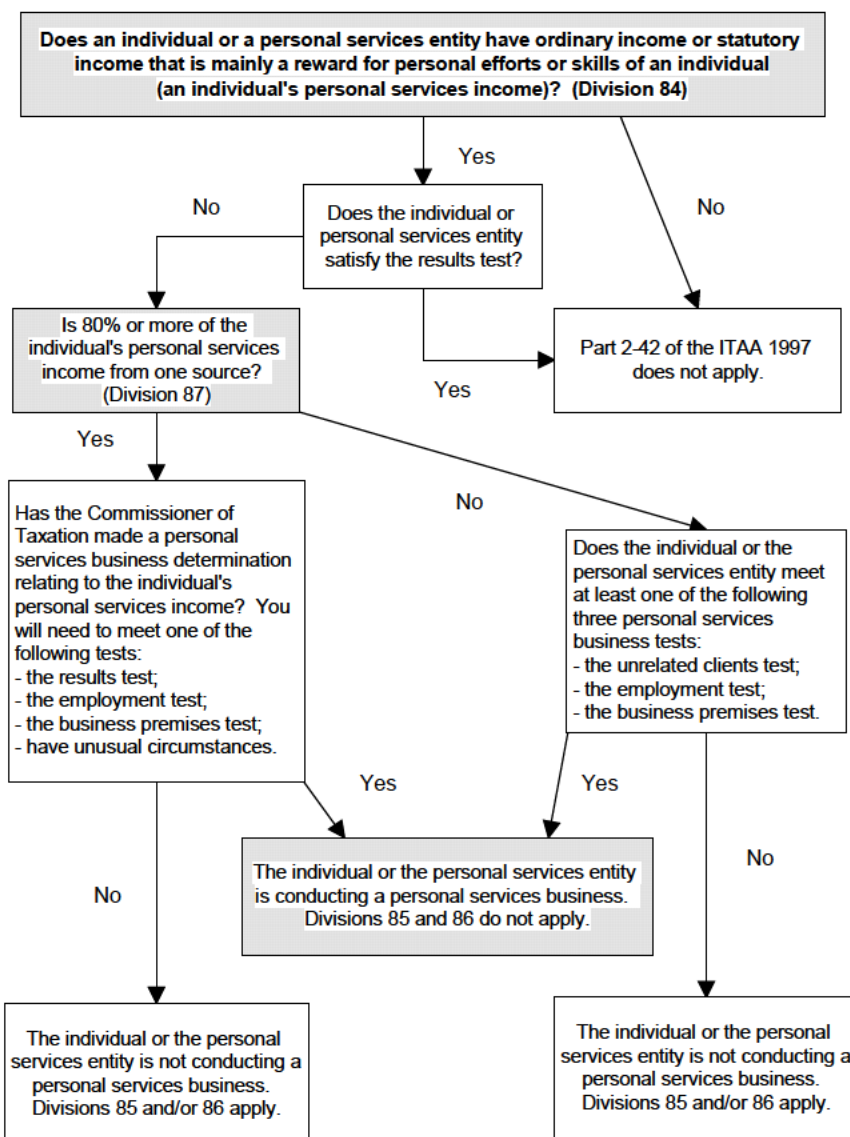 Does an individual or a personal services entity have ordinary income or statutory
income that is mainly a reward for personal efforts or skills of an individual
(an individual's personal services income)? (Division 84)
Yes
No
No
Does the individual or
personal services entity
satisfy the results test?
Is 80% or more of the
individual's personal services
income from one source?
(Division 87)
Part 2-42 of the ITAA 1997
does not apply.
Yes
Yes
No
Has the Commissioner of
Taxation made a personal
services business determination
relating to the individual's
personal services income? You
will need to meet one of the
following tests:
- the results test;
- the employment test;
- the business premises test;
- have unusual circumstances.
Does the individual or the
personal services entity meet
at least one of the following
three personal services
business tests:
- the unrelated clients test;
- the employment test;
- the business premises test.
Yes
Yes
No
No
The individual or the personal services entity
is conducting a personal services business.
Divisions 85 and 86 do not apply.
The individual or the personal
services entity is not conducting a
personal services business.
Divisions 85 and/or 86 apply.
The individual or the personal
services entity is not conducting a
personal services business.
Divisions 85 and/or 86 apply.